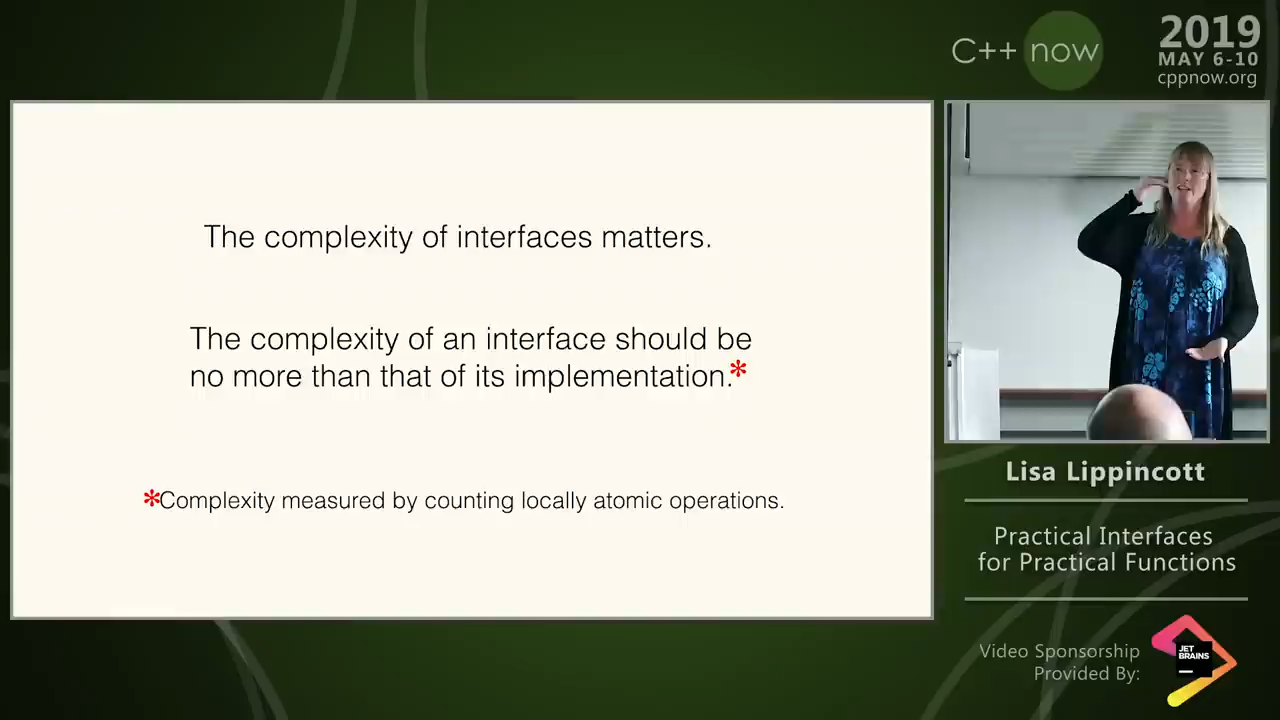 C++ now
2019
MAY 6-10
cppnow.org
The complexity of interfaces matters.
The complexity of an interface should be
no more than that of its implementation.*
*Complexity measured by counting locally atomic operations.
Lisa Lippincott
Practical Interfaces
for Practical Functions
Video Sponsorship
Provided By:
JET
BRAINS